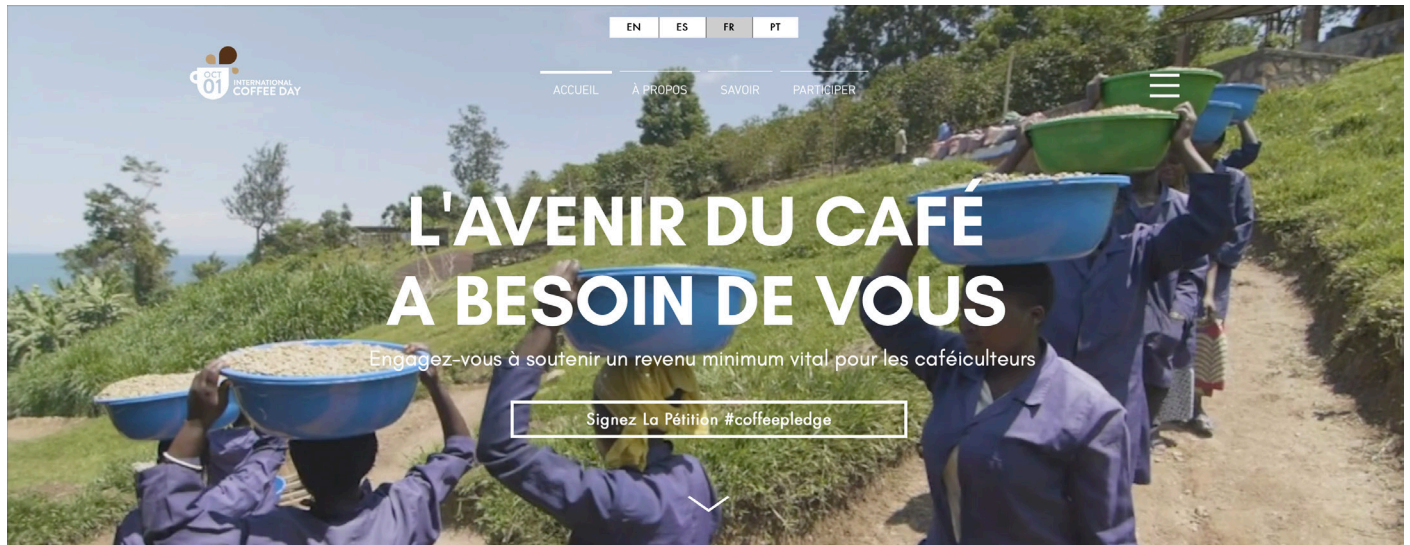 EN ES FR PT
OCT
01
INTERNATIONAL
COFFEE DAY
ACCUEIL À PROPOS SAVOIR PARTICIPER
L'AVENIR DU CAFÉ
A BESOIN DE VOUS
Engagez-vous à soutenir un revenu minimum vital pour les caféiculteurs
Signez La Pétition #coffeepledge